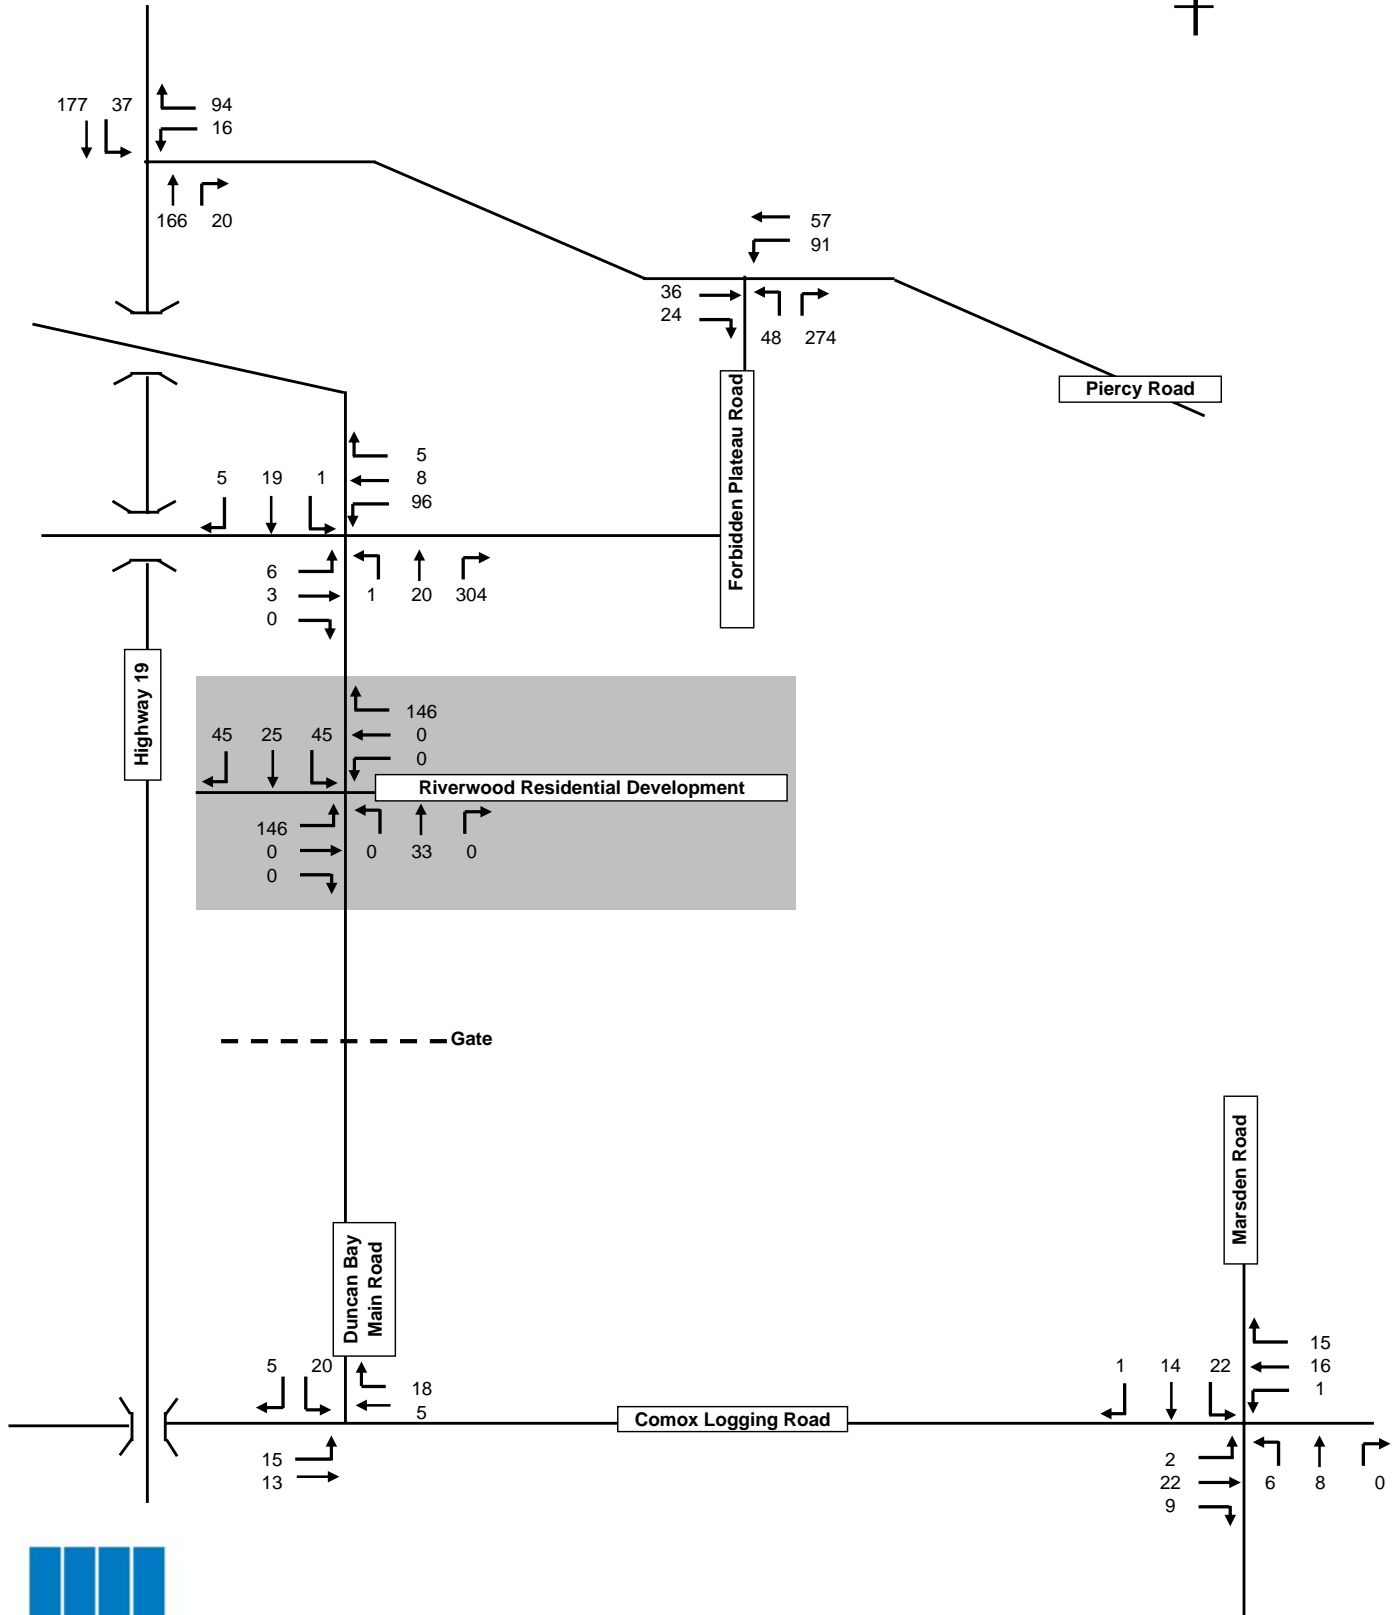 177 37 94
16
166 20
57
91
36
24
48 274
Piercy Road
Forbidden Plateau Road
5
5 19 1 8
96
6
3 1 20 304
0
Highway 19
146
45 25 45 0
0
Riverwood Residential Development
146
0 0 33 0
0
Gate
Marsden Road
Duncan Bay
Main Road
5 20 18
5
Comox Logging Road
15
1 14 22 16
1
15
13
2
22 6 8 0
9